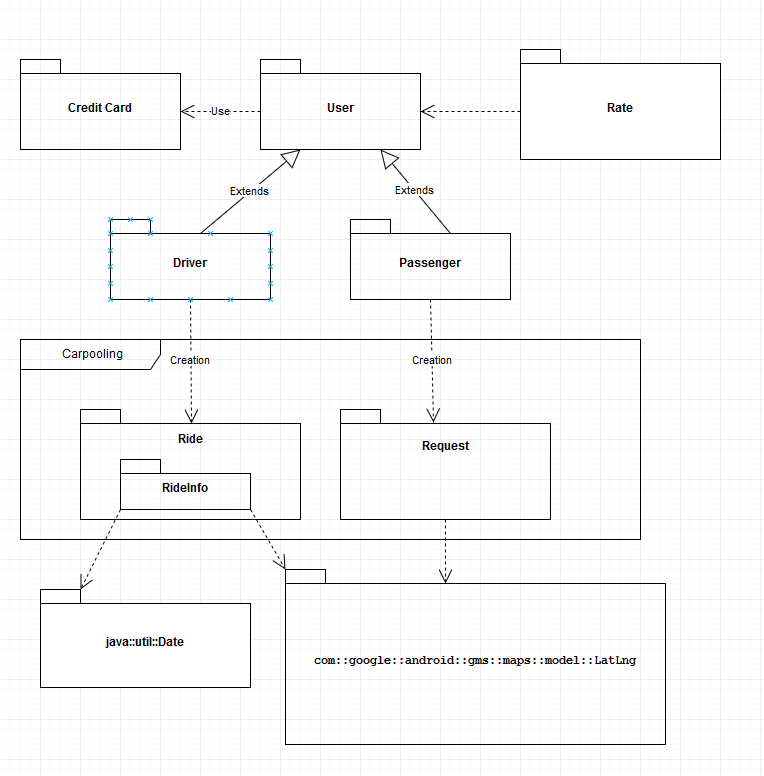 Credit Card
Use
User
Rate
Extends
Extends
Driver
Passenger
Carpooling
Creation
Creation
Ride
Request
RideInfo
java::util::Date
com::google::android::gms::maps::model::LatLng